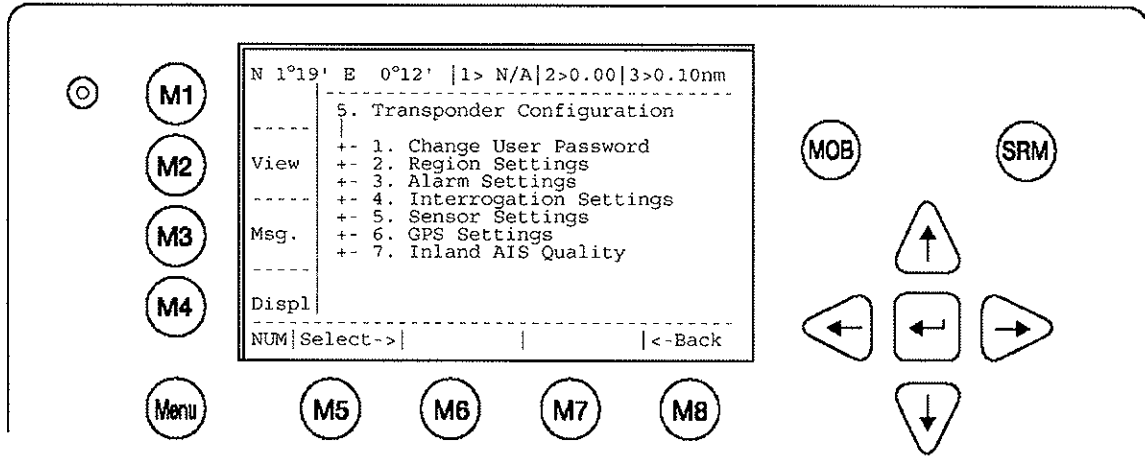 N 1°19' E 0°12' |1> N/A|2>0.00|3>0.10nm
5. Transponder Configuration
+- 1. Change User Password
+- 2. Region Settings
+- 3. Alarm Settings
+- 4. Interrogation Settings
+- 5. Sensor Settings
+- 6. GPS Settings
+- 7. Inland AIS Quality
View
Msg.
Displ
NUM|Select->| | |<-Back
M1
M2
M3
M4
Menu
M5
M6
M7
M8
MOB
SRM